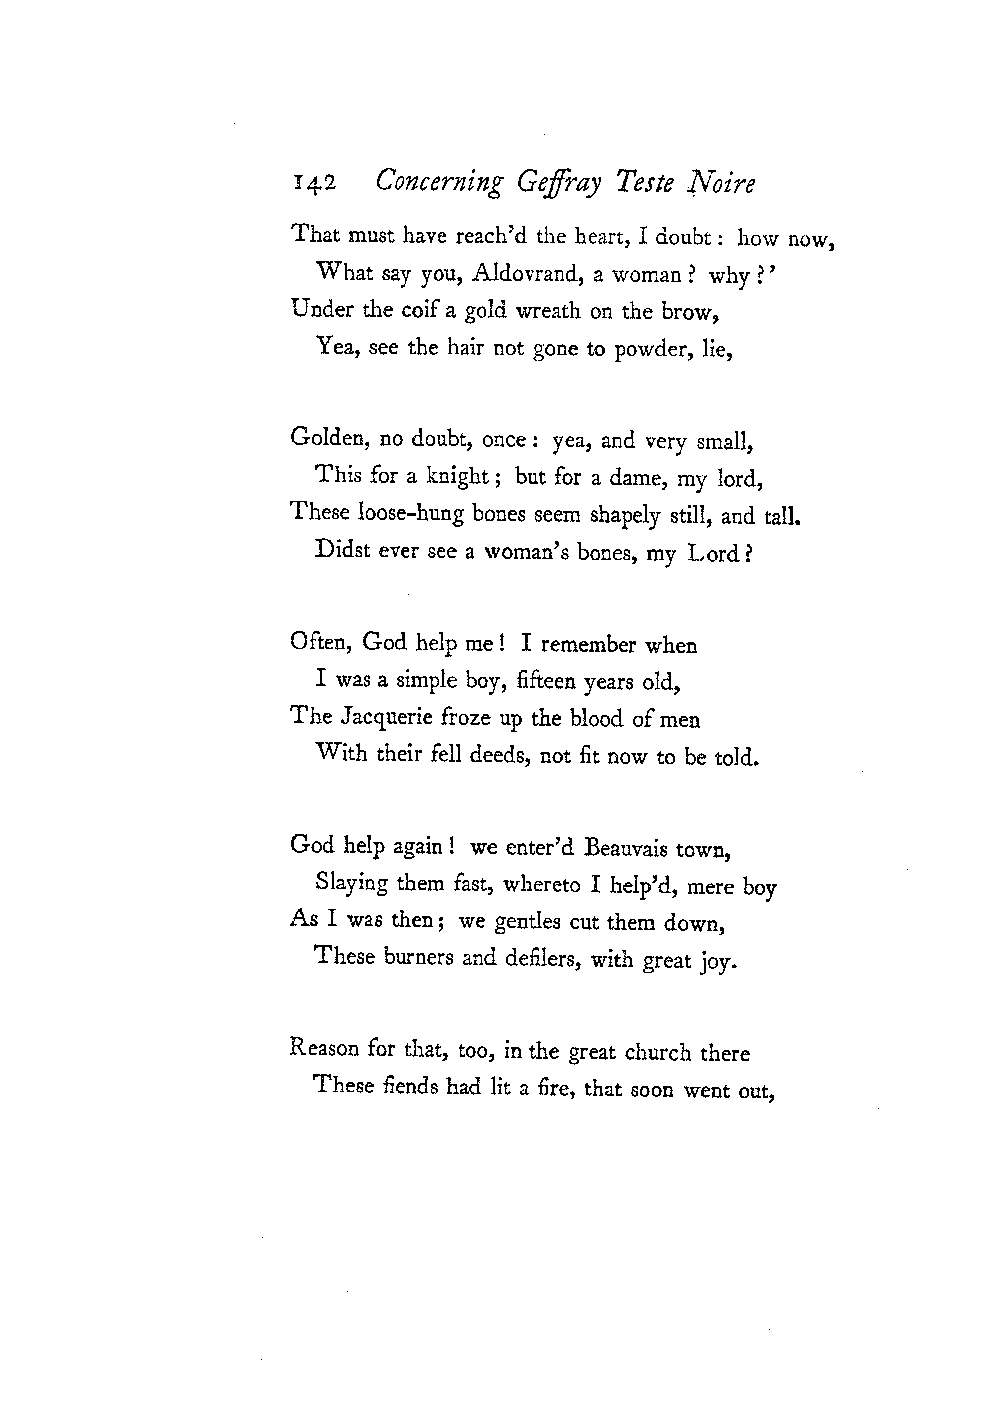 142 Concerning Geffray Teste Noire
That must have reach'd the heart, I doubt : how now,
What say you, Aldovrand, a woman ? why ?'
Under the coif a gold wreath on the brow,
Yea, see the hair not gone to powder, lie,
Golden, no doubt, once : yea, and very small,
This for a knight ; but for a dame, my lord,
These loose-hung bones seem shapely still, and tall.
Didst ever see a woman's bones, my Lord ?
Often, God help me ! I remember when
I was a simple boy, fifteen years old,
The Jacquerie froze up the blood of men
With their fell deeds, not fit now to be told.
God help again ! we enter'd Beauvais town,
Slaying them fast, whereto I help'd, mere boy
As I was then ; we gentles cut them down,
These burners and defilers, with great joy.
Reason for that, too, in the great church there
These fiends had lit a fire, that soon went out,